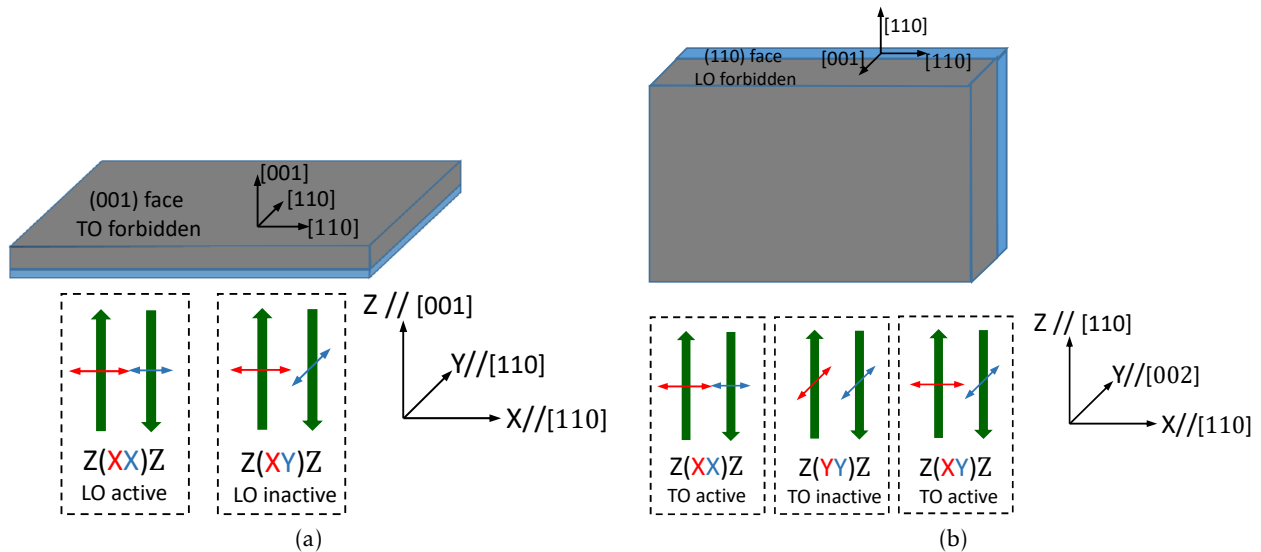 [001]
[110]
[110]
(001) face
TO forbidden
Z // [001]
Y//[110]
X//[110]
Z(XX)Z
LO active
Z(XY)Z
LO inactive
(a)
[110]
(110) face
[001]
[110]
LO forbidden
Z // [110]
Y//[002]
X//[110]
Z(XX)Z
TO active
Z(YY)Z
TO inactive
Z(XY)Z
TO active
(b)